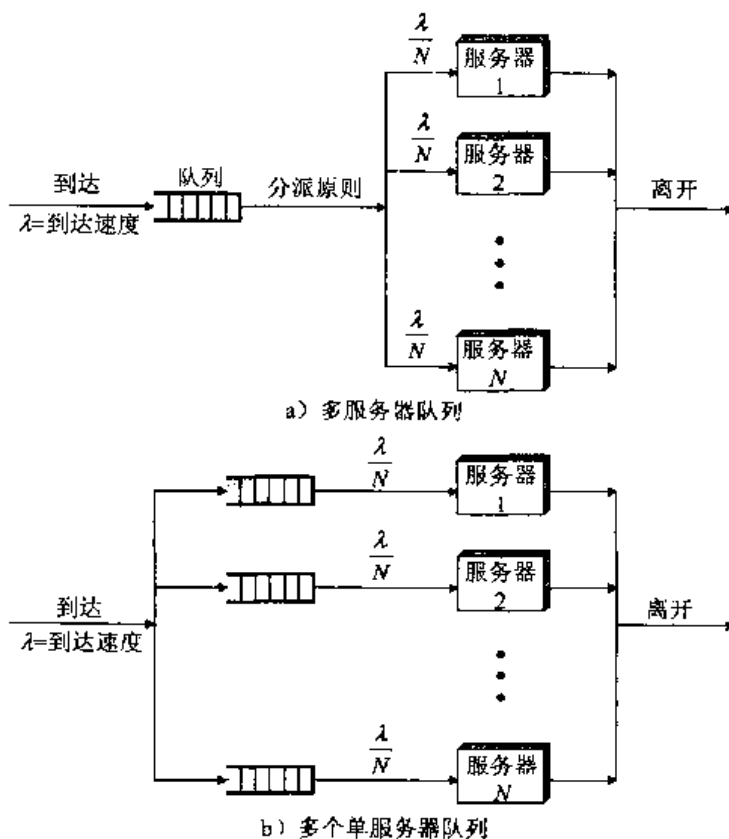 λ/N
服务器
1
λ/N
服务器
2
到达
λ=到达速度
队列
分派原则
离开
λ/N
服务器
N
a）多服务器队列
λ/N
服务器
1
λ/N
服务器
2
到达
λ=到达速度
离开
λ/N
服务器
N
b）多个单服务器队列